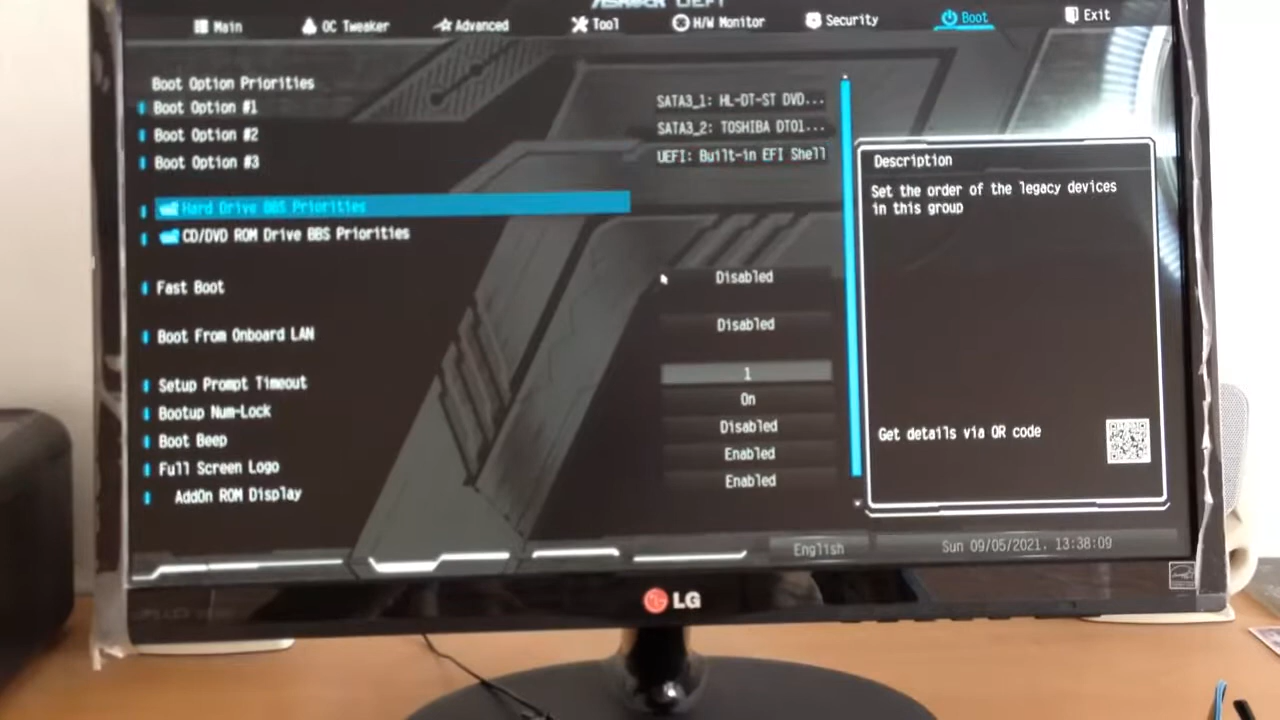 ASRock UEFI
Main OC Tweaker Advanced Tool H/W Monitor Security Boot Exit
Boot Option Priorities
Boot Option #1 SATA3_1: HL-DT-ST DVD...
Boot Option #2 SATA3_2: TOSHIBA DT01...
Boot Option #3 UEFI: Built-in EFI Shell
Hard Drive BBS Priorities
CD/DVD ROM Drive BBS Priorities
Fast Boot Disabled
Boot From Onboard LAN Disabled
Setup Prompt Timeout 1
Bootup Num-Lock On
Boot Beep Disabled
Full Screen Logo Enabled
AddOn ROM Display Enabled
Description
Set the order of the legacy devices
in this group
Get details via QR code
English Sun 09/05/2021. 13:38:09
LG